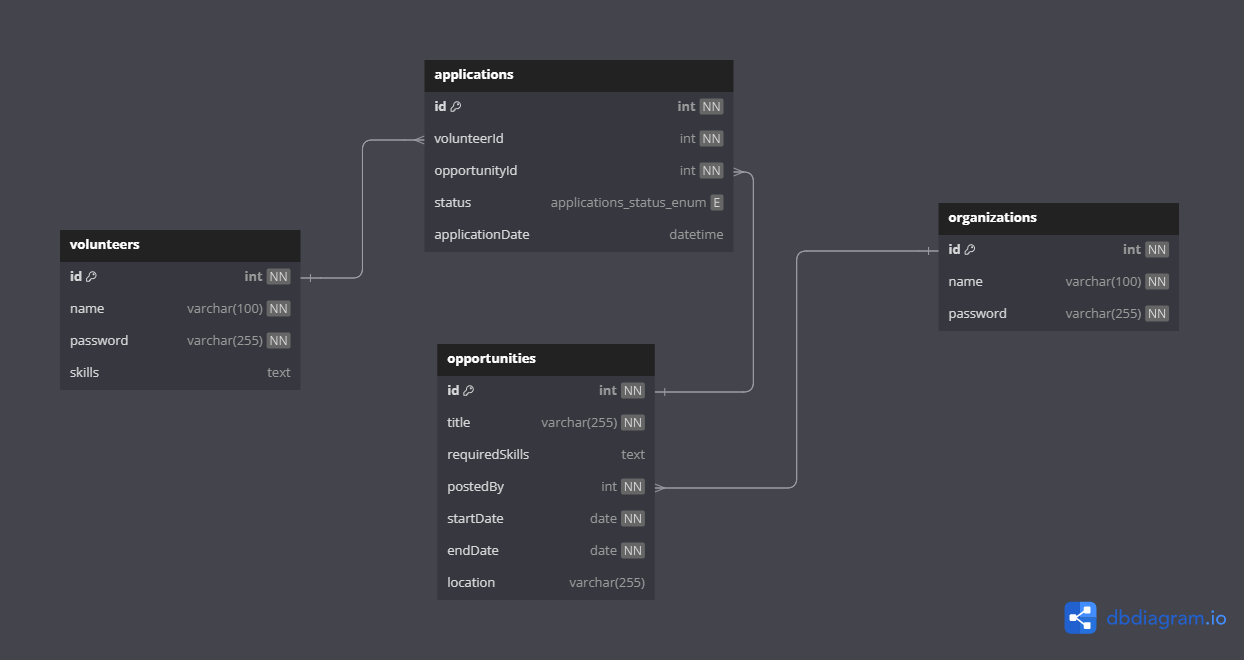 applications
id int NN
volunteerId int NN
opportunityId int NN
status applications_status_enum E
applicationDate datetime
volunteers
id int NN
name varchar(100) NN
password varchar(255) NN
skills text
organizations
id int NN
name varchar(100) NN
password varchar(255) NN
opportunities
id int NN
title varchar(255) NN
requiredSkills text
postedBy int NN
startDate date NN
endDate date NN
location varchar(255)
dbdiagram.io